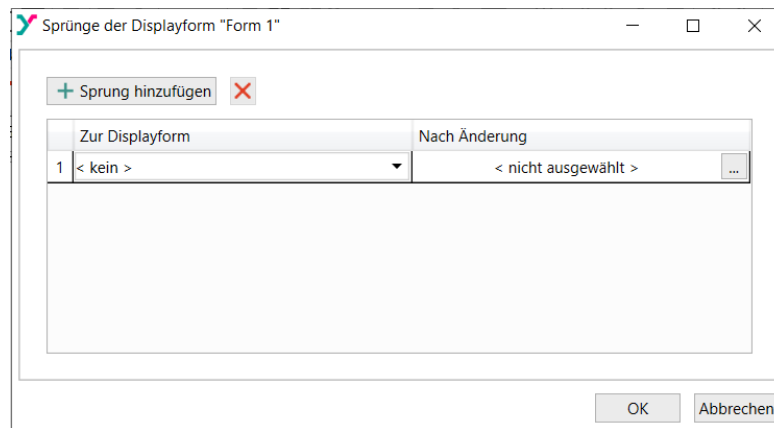 Sprünge der Displayform "Form 1"
Sprung hinzufügen
Zur Displayform Nach Änderung
1 < kein > < nicht ausgewählt > ...
OK Abbrechen